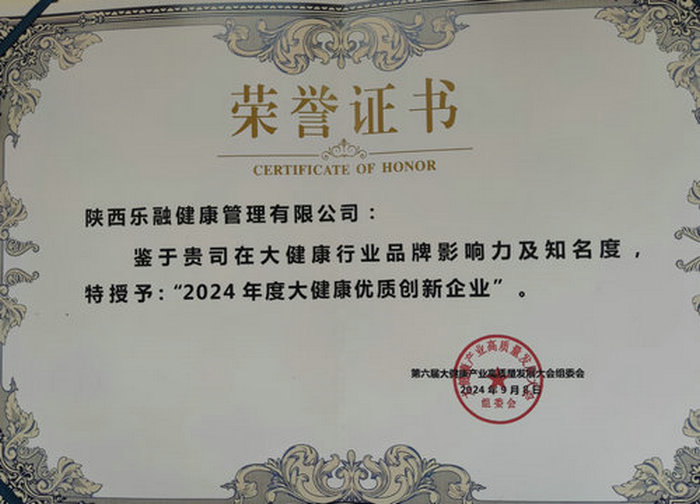 荣誉证书
CERTIFICATE OF HONOR
陕西乐融健康管理有限公司：
鉴于贵司在大健康行业品牌影响力及知名度，
特授予：“2024年度大健康优质创新企业”。
第六届大健康产业高质量发展大会组委会
2024年9月8日
组委会